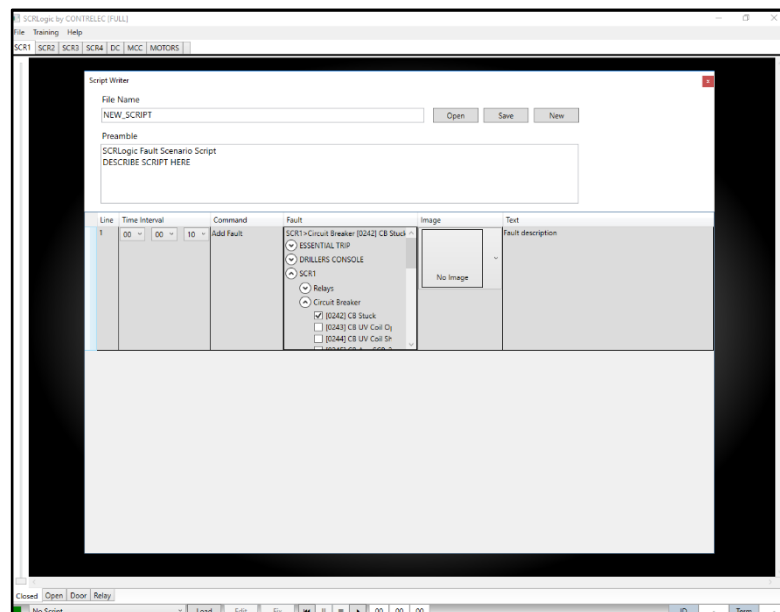 SCRLogic by CONTRELEC [FULL]
File Training Help
SCR1 SCR2 SCR3 SCR4 DC MCC MOTORS
Script Writer
File Name
NEW_SCRIPT Open Save New
Preamble
SCRLogic Fault Scenario Script
DESCRIBE SCRIPT HERE
Line Time Interval Command Fault Image Text
1 00 00 10 Add Fault SCR1>Circuit Breaker [0242] CB Stuck Fault description
ESSENTIAL TRIP
DRILLERS CONSOLE
SCR1
Relays
No Image
Circuit Breaker
[0242] CB Stuck
[0243] CB UV Coil Op
[0244] CB UV Coil Sh
Closed Open Door Relay
No Script Load Edit Fix 00 00 00 ID Term